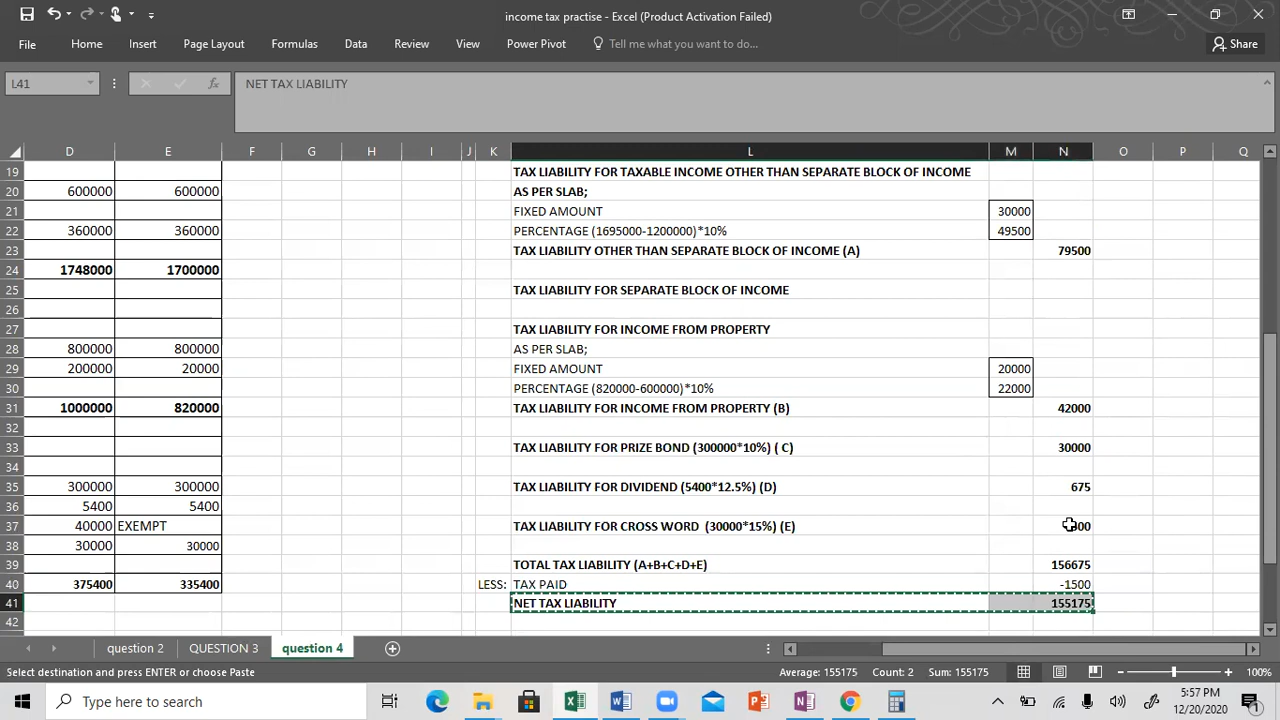 income tax practise - Excel (Product Activation Failed)
File Home Insert Page Layout Formulas Data Review View Power Pivot Tell me what you want to do... Share
L41 fx NET TAX LIABILITY
D E F G H I J K L M N O P Q
19 TAX LIABILITY FOR TAXABLE INCOME OTHER THAN SEPARATE BLOCK OF INCOME
20 600000 600000 AS PER SLAB;
21 FIXED AMOUNT 30000
22 360000 360000 PERCENTAGE (1695000-1200000)*10% 49500
23 TAX LIABILITY OTHER THAN SEPARATE BLOCK OF INCOME (A) 79500
24 1748000 1700000
25 TAX LIABILITY FOR SEPARATE BLOCK OF INCOME
26
27 TAX LIABILITY FOR INCOME FROM PROPERTY
28 800000 800000 AS PER SLAB;
29 200000 20000 FIXED AMOUNT 20000
30 PERCENTAGE (820000-600000)*10% 22000
31 1000000 820000 TAX LIABILITY FOR INCOME FROM PROPERTY (B) 42000
32
33 TAX LIABILITY FOR PRIZE BOND (300000*10%) ( C) 30000
34
35 300000 300000 TAX LIABILITY FOR DIVIDEND (5400*12.5%) (D) 675
36 5400 5400
37 40000 EXEMPT TAX LIABILITY FOR CROSS WORD (30000*15%) (E)
38 30000 30000
39 TOTAL TAX LIABILITY (A+B+C+D+E) 156675
40 375400 335400 LESS: TAX PAID -1500
41 NET TAX LIABILITY 155175
42
question 2 QUESTION 3 question 4
Select destination and press ENTER or choose Paste Average: 155175 Count: 2 Sum: 155175 100%
Type here to search
5:57 PM
12/20/2020